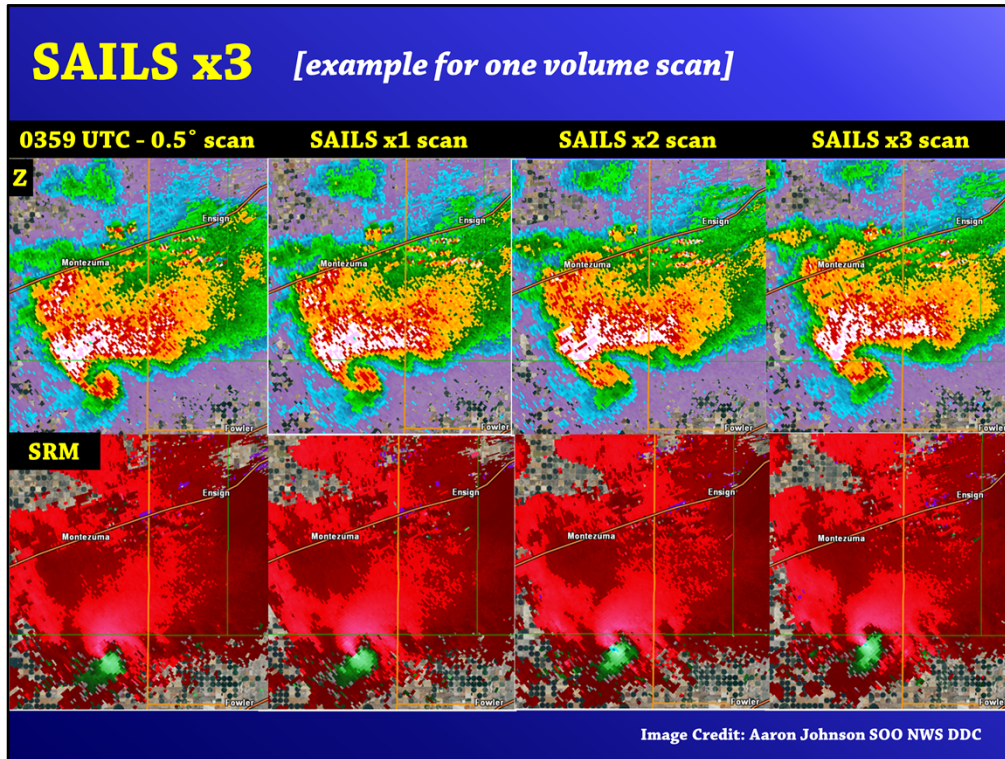 SAILS x3 [example for one volume scan]
0359 UTC - 0.5° scan SAILS x1 scan SAILS x2 scan SAILS x3 scan
Z
Ensign Ensign Ensign Ensign
Montezuma Montezuma Montezuma Montezuma
Fowler Fowler Fowler Fowler
SRM
Ensign Ensign Ensign Ensign
Montezuma Montezuma Montezuma Montezuma
Fowler Fowler Fowler Fowler
Image Credit: Aaron Johnson SOO NWS DDC